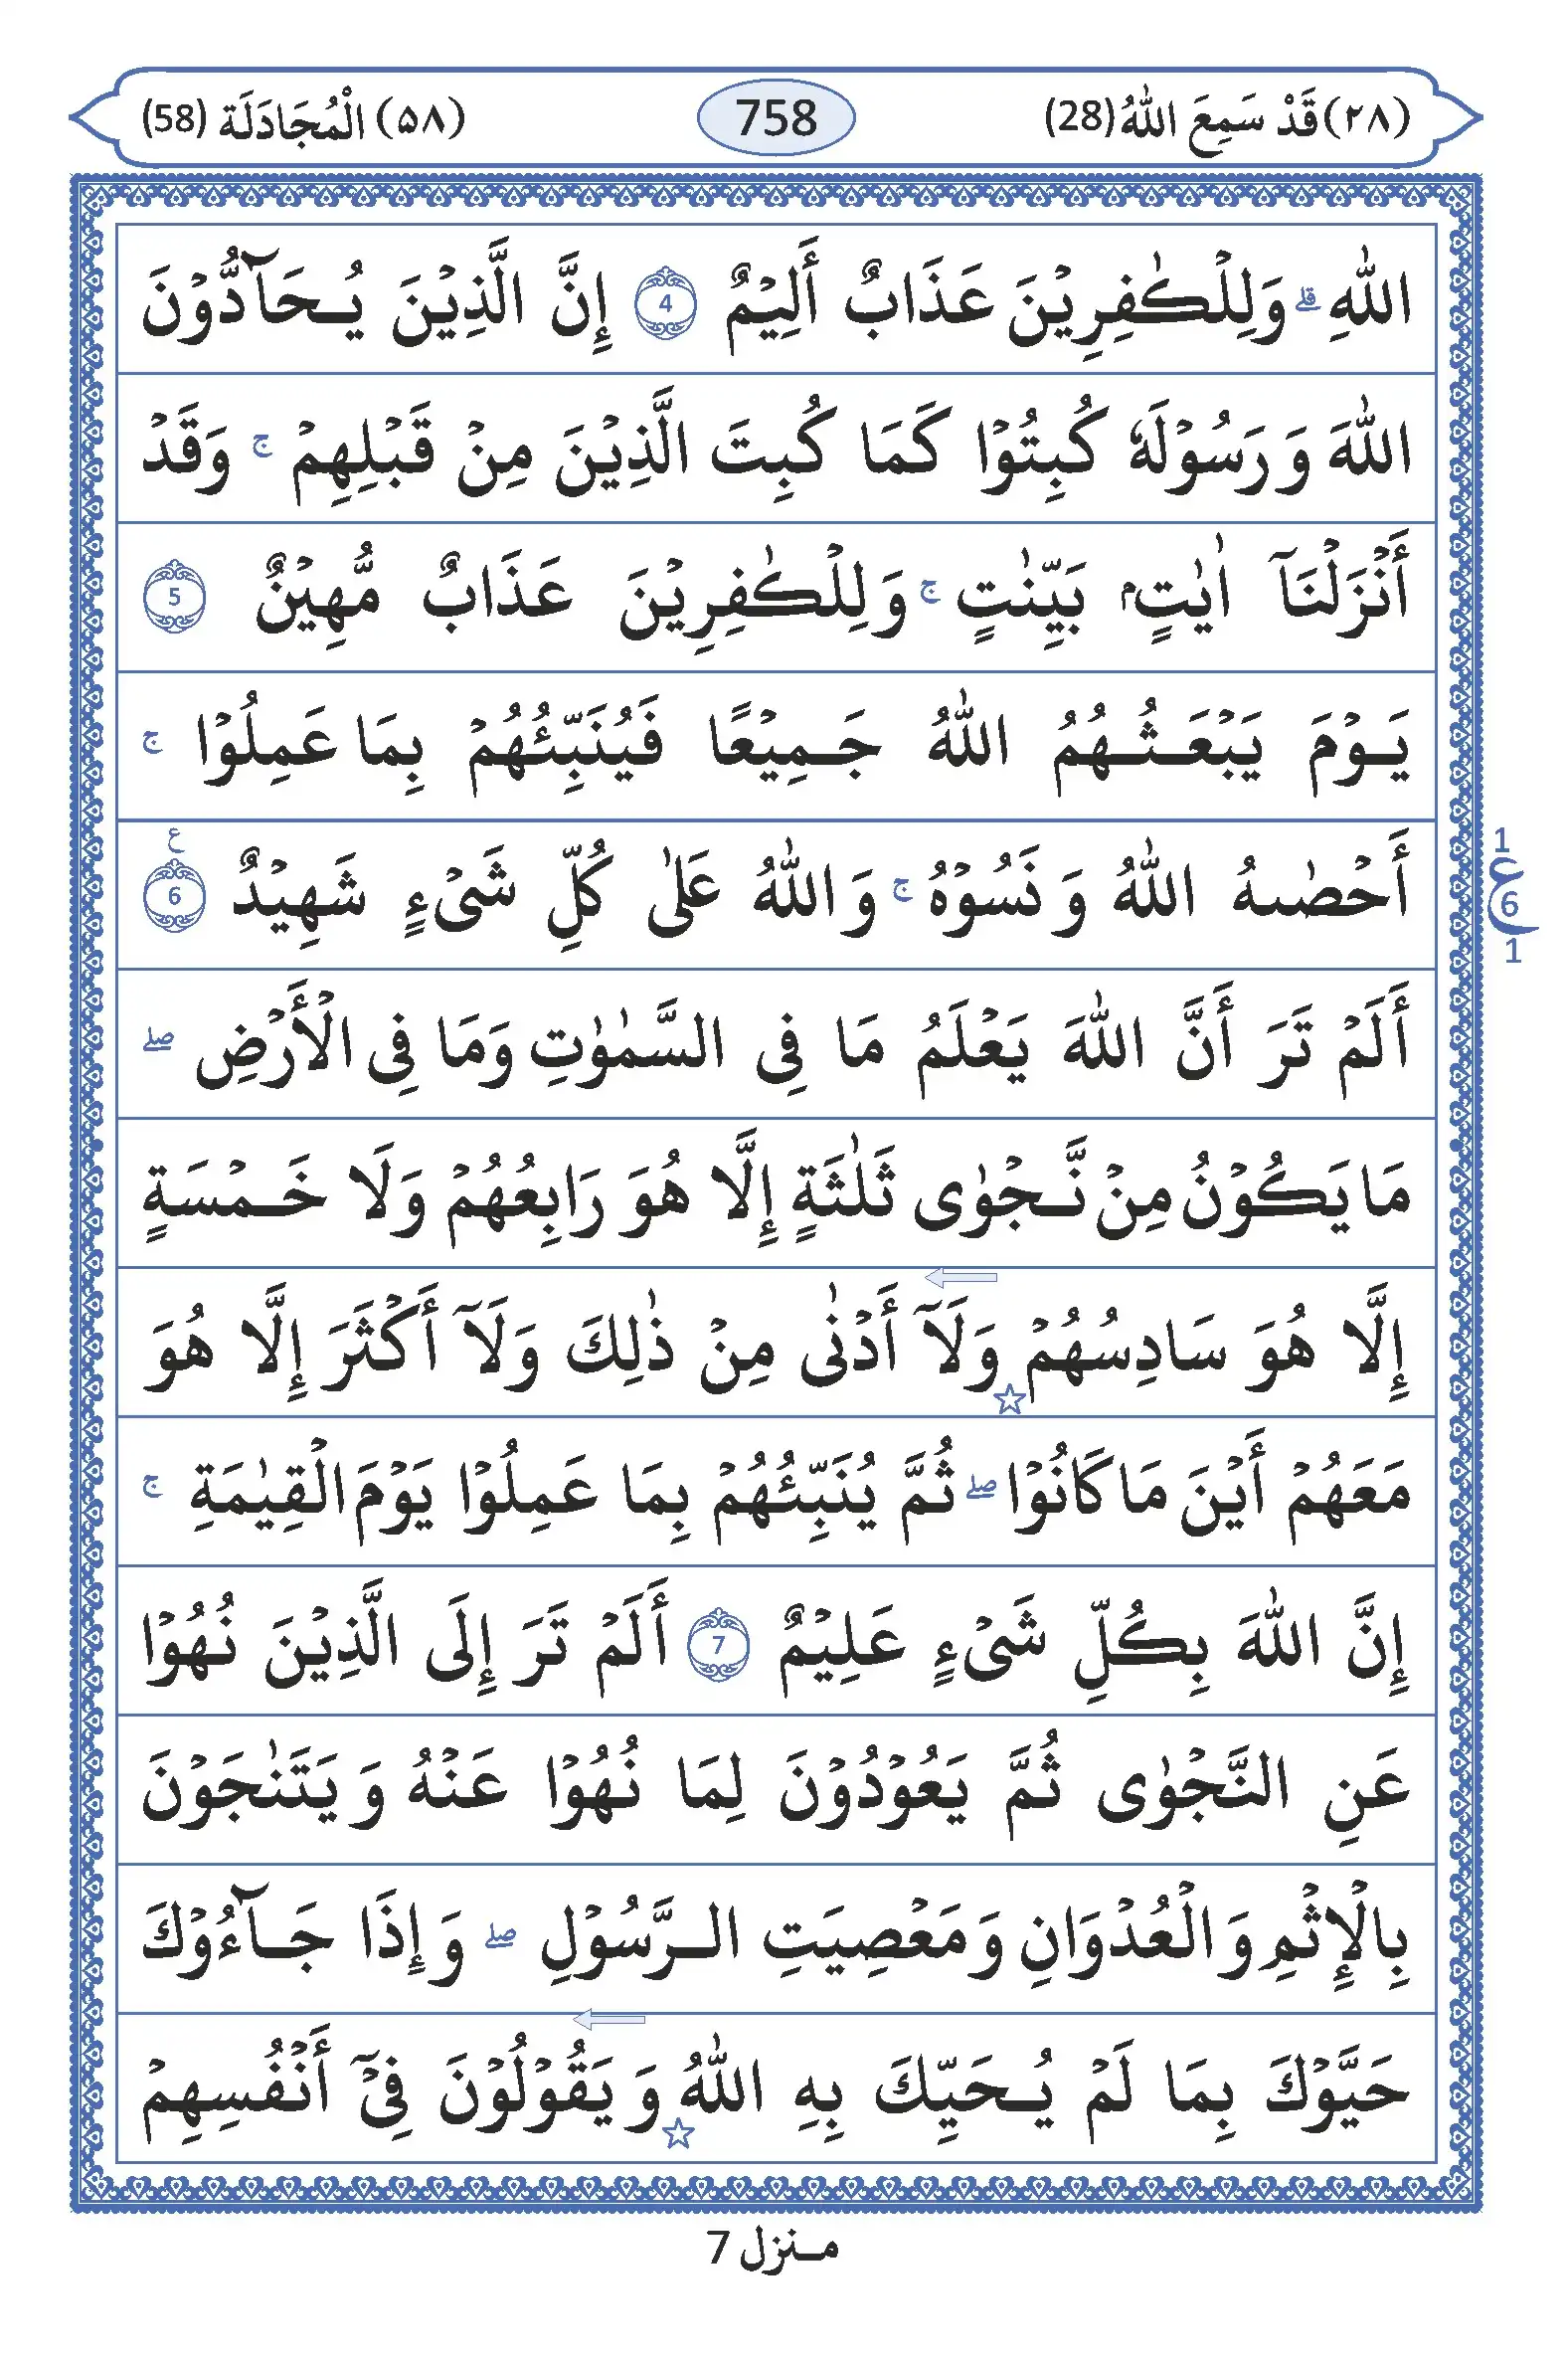 (٢٨) قَدْ سَمِعَ اللّٰهُ (28) 758 (٥٨) الْمُجَادَلَة (58)
اللّٰهِ ۗ وَلِلْكٰفِرِيْنَ عَذَابٌ أَلِيْمٌ 4 إِنَّ الَّذِيْنَ يُحَآدُّوْنَ
اللّٰهَ وَرَسُوْلَهٗ كُبِتُوْا كَمَا كُبِتَ الَّذِيْنَ مِنْ قَبْلِهِمْ ۚ وَقَدْ
أَنْزَلْنَآ اٰيٰتٍۭ بَيِّنٰتٍ ۚ وَلِلْكٰفِرِيْنَ عَذَابٌ مُّهِيْنٌ 5
يَوْمَ يَبْعَثُهُمُ اللّٰهُ جَمِيْعًا فَيُنَبِّئُهُمْ بِمَا عَمِلُوْا ۚ
أَحْصٰىهُ اللّٰهُ وَنَسُوْهُ ۚ وَاللّٰهُ عَلٰى كُلِّ شَىْءٍ شَهِيْدٌ 6 ع
1 ع 6 1
أَلَمْ تَرَ أَنَّ اللّٰهَ يَعْلَمُ مَا فِى السَّمٰوٰتِ وَمَا فِى الْأَرْضِ ۖ
مَا يَكُوْنُ مِنْ نَّجْوٰى ثَلٰثَةٍ إِلَّا هُوَ رَابِعُهُمْ وَلَا خَمْسَةٍ
إِلَّا هُوَ سَادِسُهُمْ وَلَآ أَدْنٰى مِنْ ذٰلِكَ وَلَآ أَكْثَرَ إِلَّا هُوَ
مَعَهُمْ أَيْنَ مَا كَانُوْا ۖ ثُمَّ يُنَبِّئُهُمْ بِمَا عَمِلُوْا يَوْمَ الْقِيٰمَةِ ۚ
إِنَّ اللّٰهَ بِكُلِّ شَىْءٍ عَلِيْمٌ 7 أَلَمْ تَرَ إِلَى الَّذِيْنَ نُهُوْا
عَنِ النَّجْوٰى ثُمَّ يَعُوْدُوْنَ لِمَا نُهُوْا عَنْهُ وَيَتَنٰجَوْنَ
بِالْإِثْمِ وَالْعُدْوَانِ وَمَعْصِيَتِ الرَّسُوْلِ ۖ وَإِذَا جَآءُوْكَ
حَيَّوْكَ بِمَا لَمْ يُحَيِّكَ بِهِ اللّٰهُ وَيَقُوْلُوْنَ فِىْٓ أَنْفُسِهِمْ
منزل 7